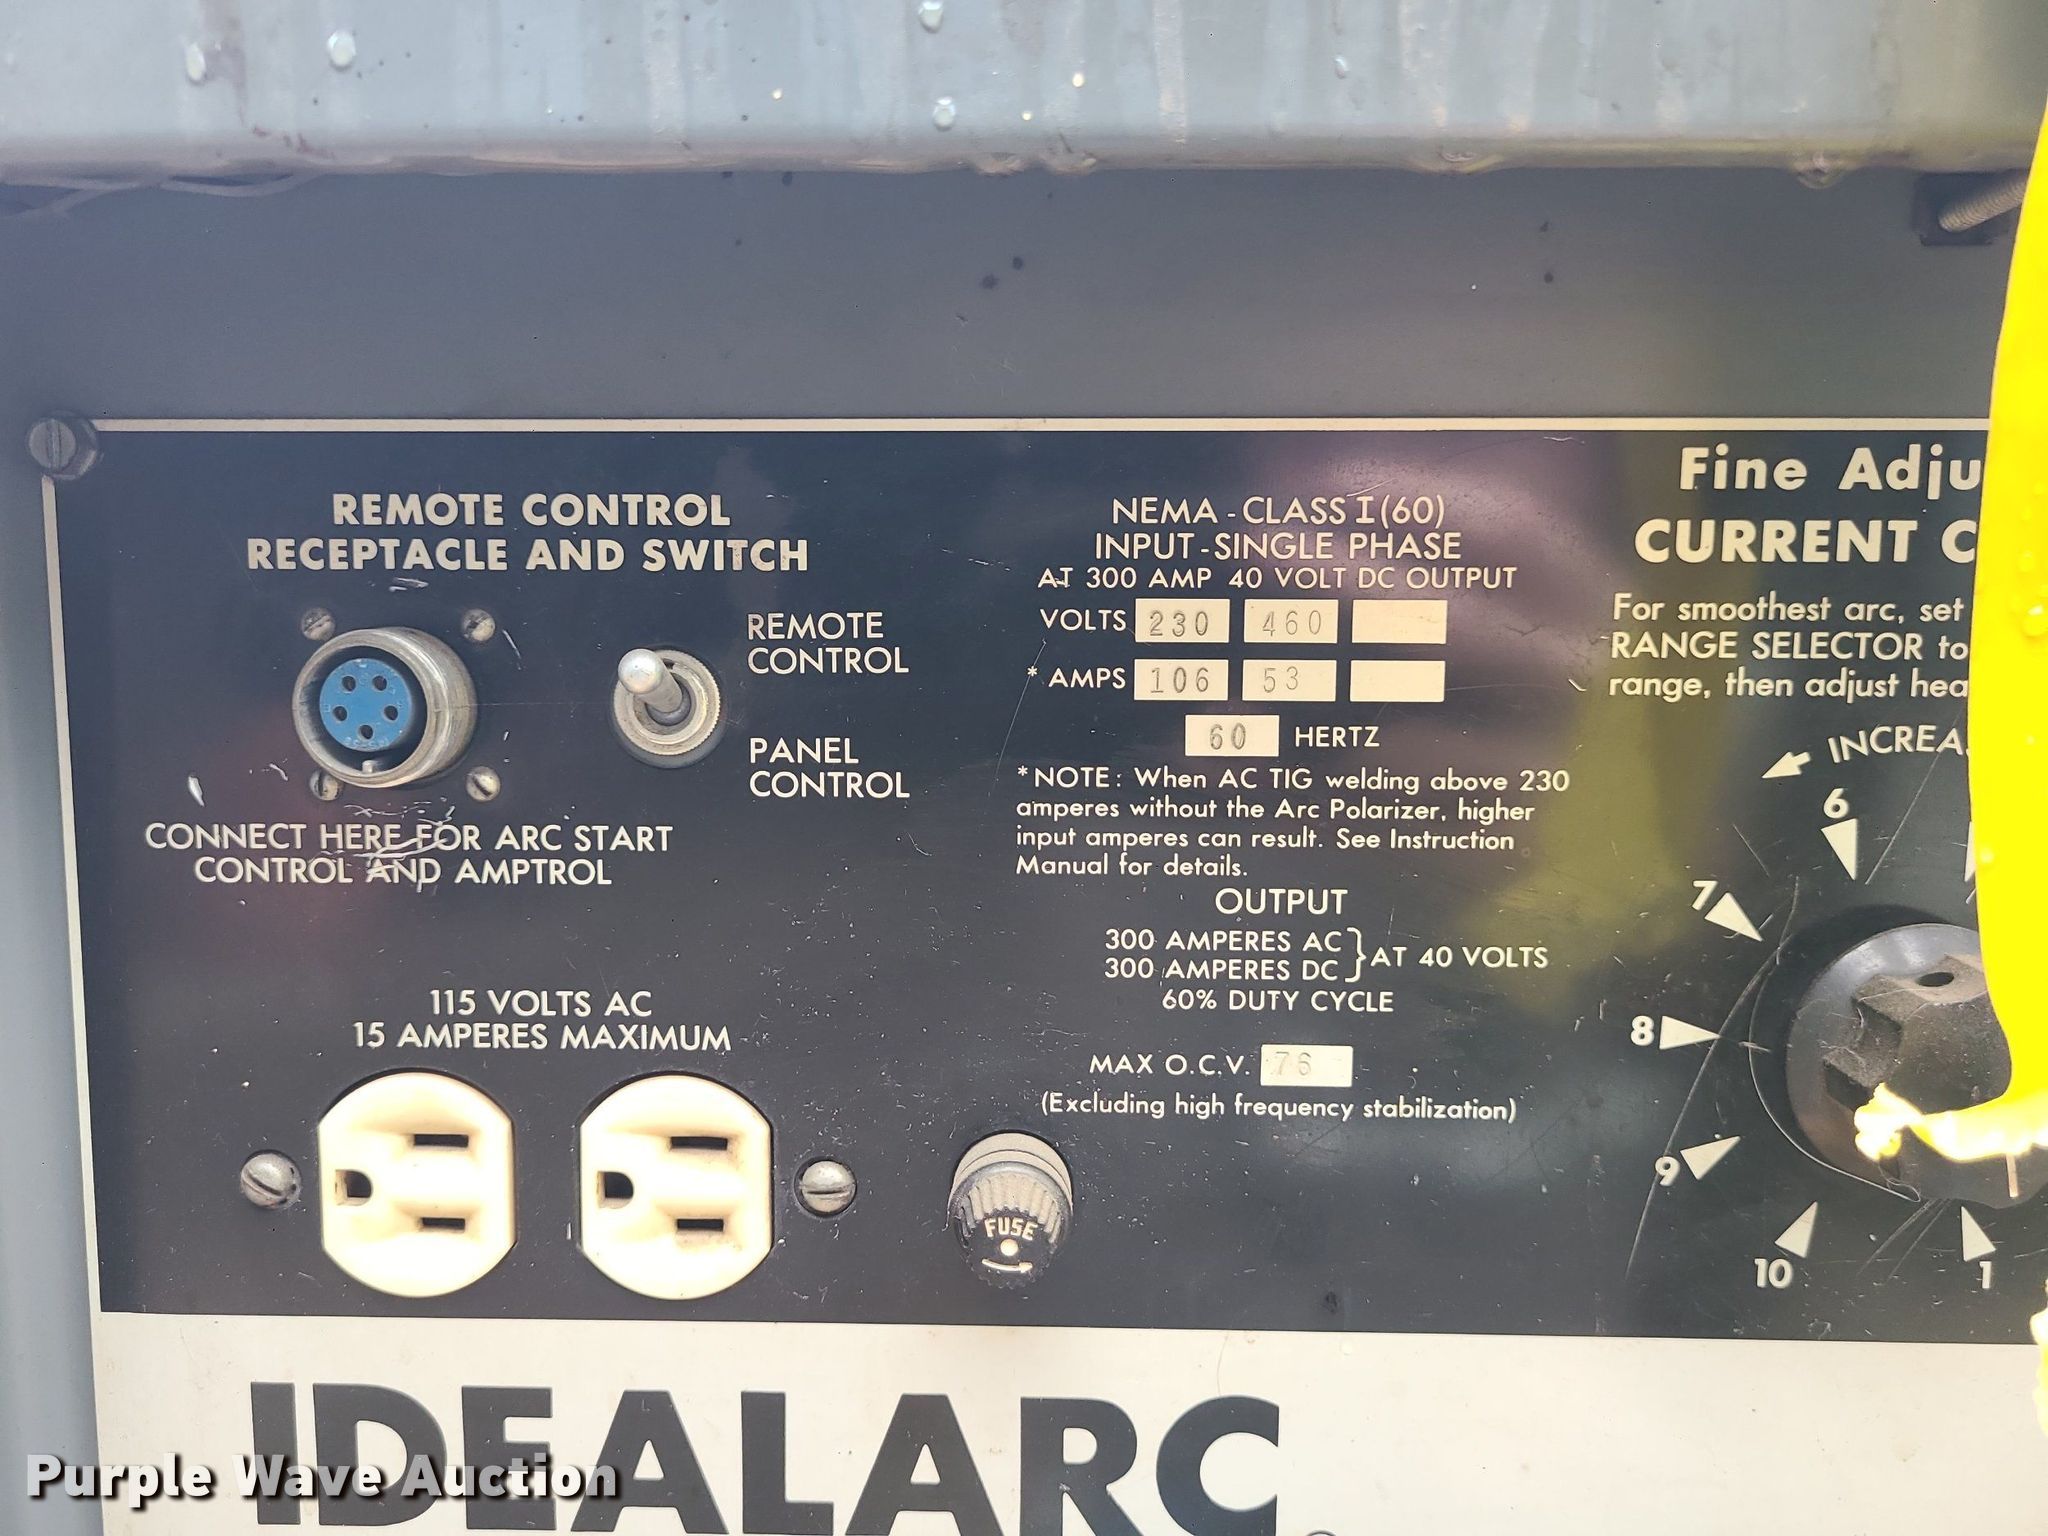 REMOTE CONTROL
RECEPTACLE AND SWITCH
REMOTE
CONTROL
PANEL
CONTROL
CONNECT HERE FOR ARC START
CONTROL AND AMPTROL
115 VOLTS AC
15 AMPERES MAXIMUM
NEMA - CLASS I (60)
INPUT - SINGLE PHASE
AT 300 AMP 40 VOLT DC OUTPUT
VOLTS 230 460
* AMPS 106 53
60 HERTZ
*NOTE: When AC TIG welding above 230
amperes without the Arc Polarizer, higher
input amperes can result. See Instruction
Manual for details.
OUTPUT
300 AMPERES AC
300 AMPERES DC } AT 40 VOLTS
60% DUTY CYCLE
MAX O.C.V. 76
(Excluding high frequency stabilization)
FUSE
Fine Adju
CURRENT C
For smoothest arc, set
RANGE SELECTOR to
range, then adjust hea
INCREA
6
7
8
9
10
1
IDEALARC
Purple Wave Auction